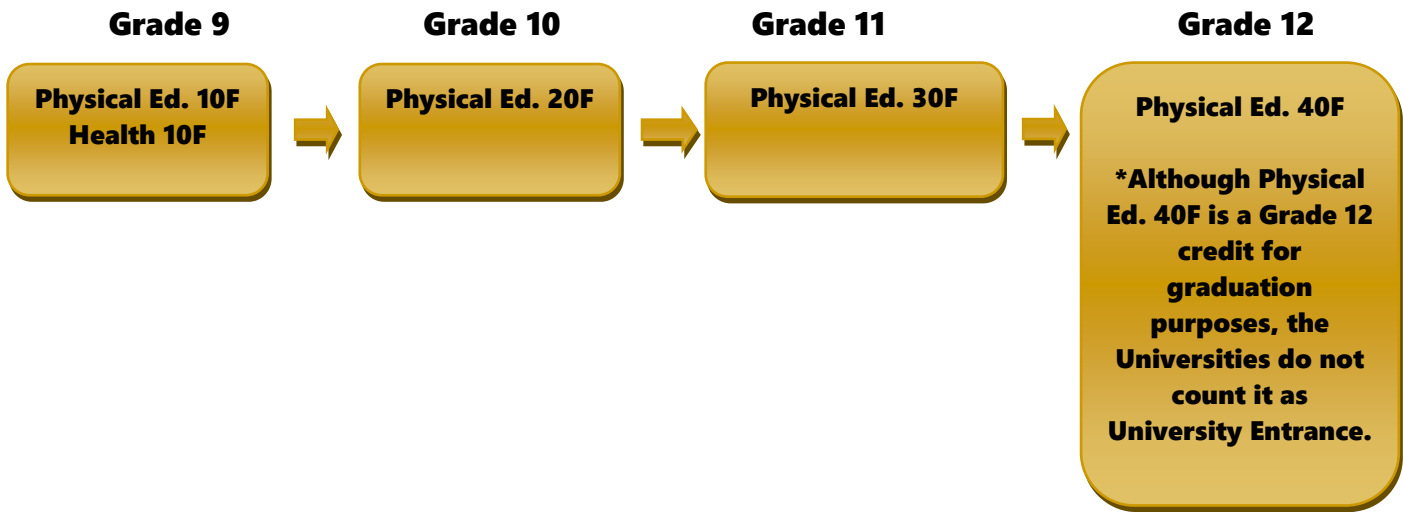 Grade 9
Grade 10
Grade 11
Grade 12
Physical Ed. 10F
Health 10F
Physical Ed. 20F
Physical Ed. 30F
Physical Ed. 40F
*Although Physical
Ed. 40F is a Grade 12
credit for
graduation
purposes, the
Universities do not
count it as
University Entrance.